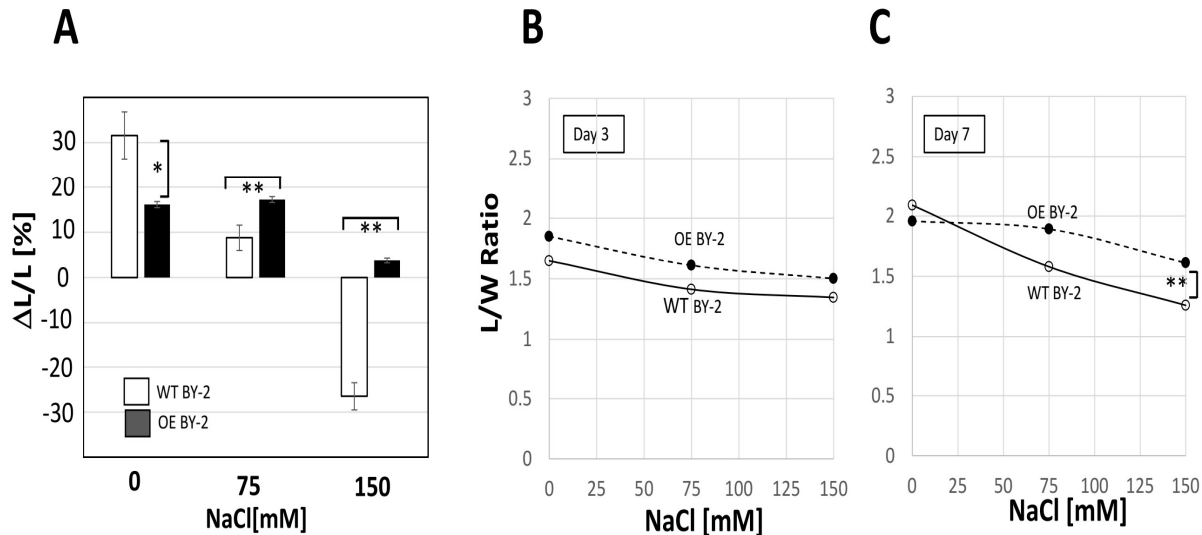 A
ΔL/L [%]
30
20
10
0
-10
-20
-30
*
**
**
WT BY-2
OE BY-2
0 75 150
NaCl[mM]
B
L/W Ratio
3
2.5
2
1.5
1
0.5
0
Day 3
OE BY-2
WT BY-2
0 25 50 75 100 125 150
NaCl [mM]
C
3
2.5
2
1.5
1
0.5
0
Day 7
OE BY-2
WT BY-2
**
0 25 50 75 100 125 150
NaCl [mM]